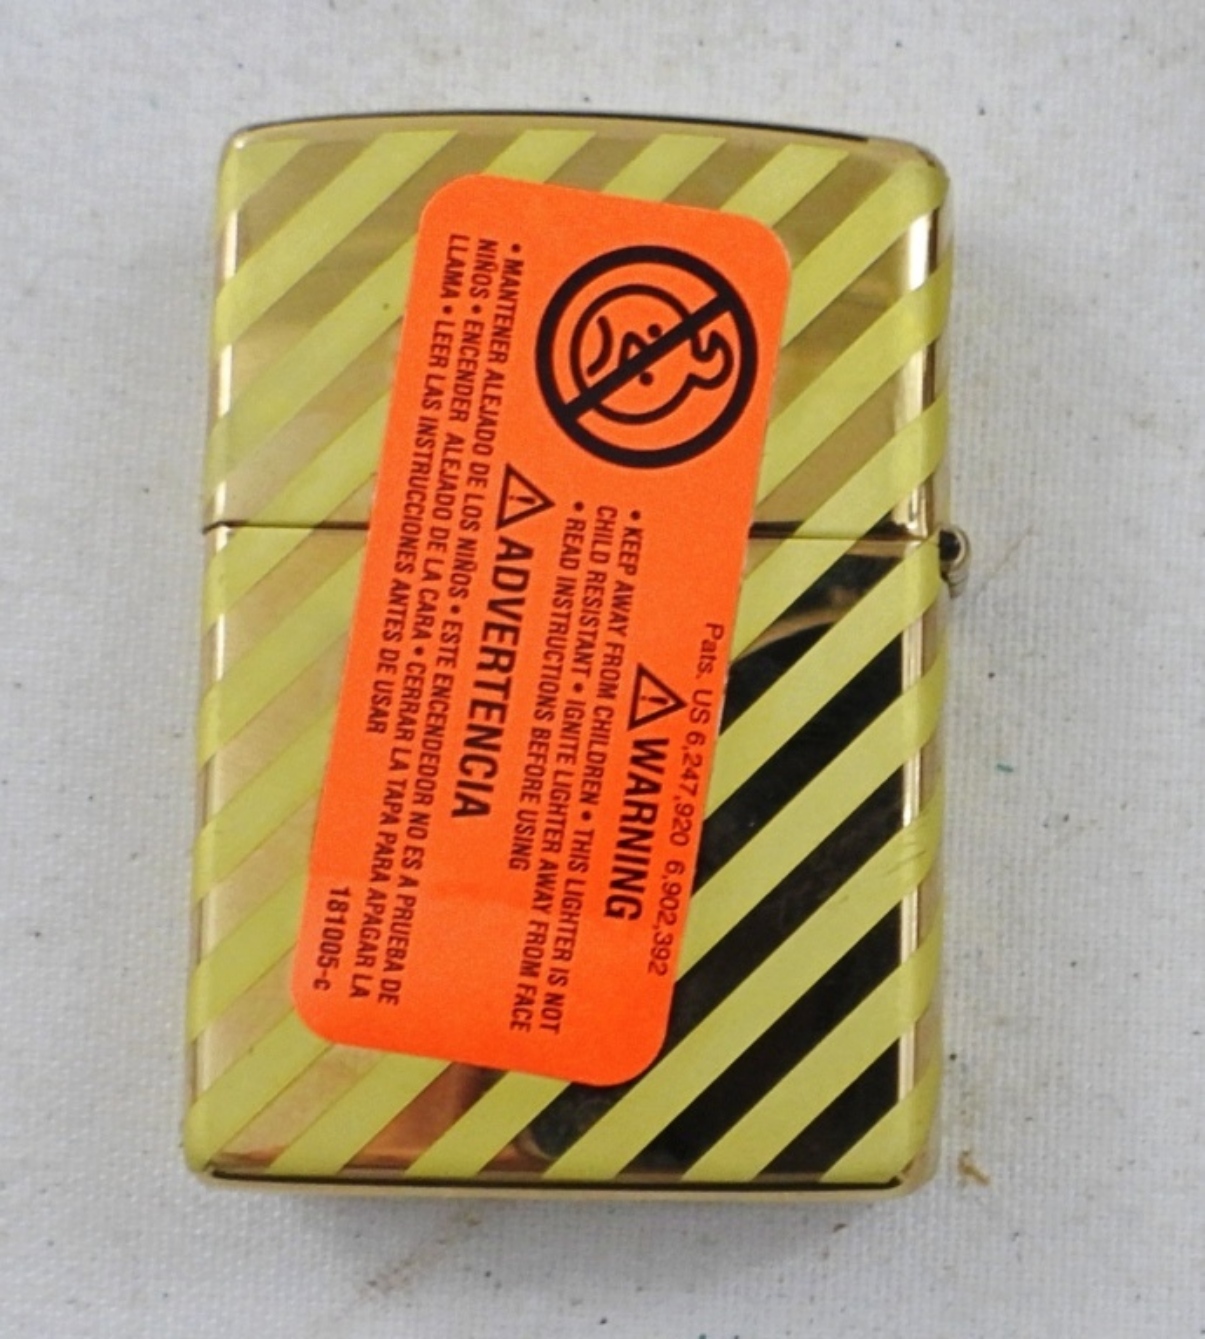 Pats. US 6,247,920 6,902,392
⚠ WARNING
• KEEP AWAY FROM CHILDREN • THIS LIGHTER IS NOT
CHILD RESISTANT • IGNITE LIGHTER AWAY FROM FACE
• READ INSTRUCTIONS BEFORE USING
⚠ ADVERTENCIA
• MANTENER ALEJADO DE LOS NIÑOS • ESTE ENCENDEDOR NO ES A PRUEBA DE
NIÑOS • ENCENDER ALEJADO DE LA CARA • CERRAR LA TAPA PARA APAGAR LA
LLAMA • LEER LAS INSTRUCCIONES ANTES DE USAR
181005-c